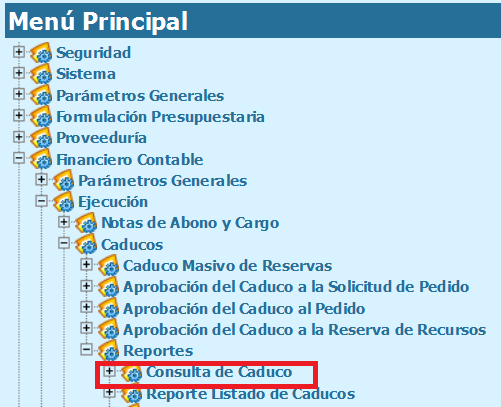 Menú Principal
Seguridad
Sistema
Parámetros Generales
Formulación Presupuestaria
Proveeduría
Financiero Contable
Parámetros Generales
Ejecución
Notas de Abono y Cargo
Caducos
Caduco Masivo de Reservas
Aprobación del Caduco a la Solicitud de Pedido
Aprobación del Caduco al Pedido
Aprobación del Caduco a la Reserva de Recursos
Reportes
Consulta de Caduco
Reporte Listado de Caducos